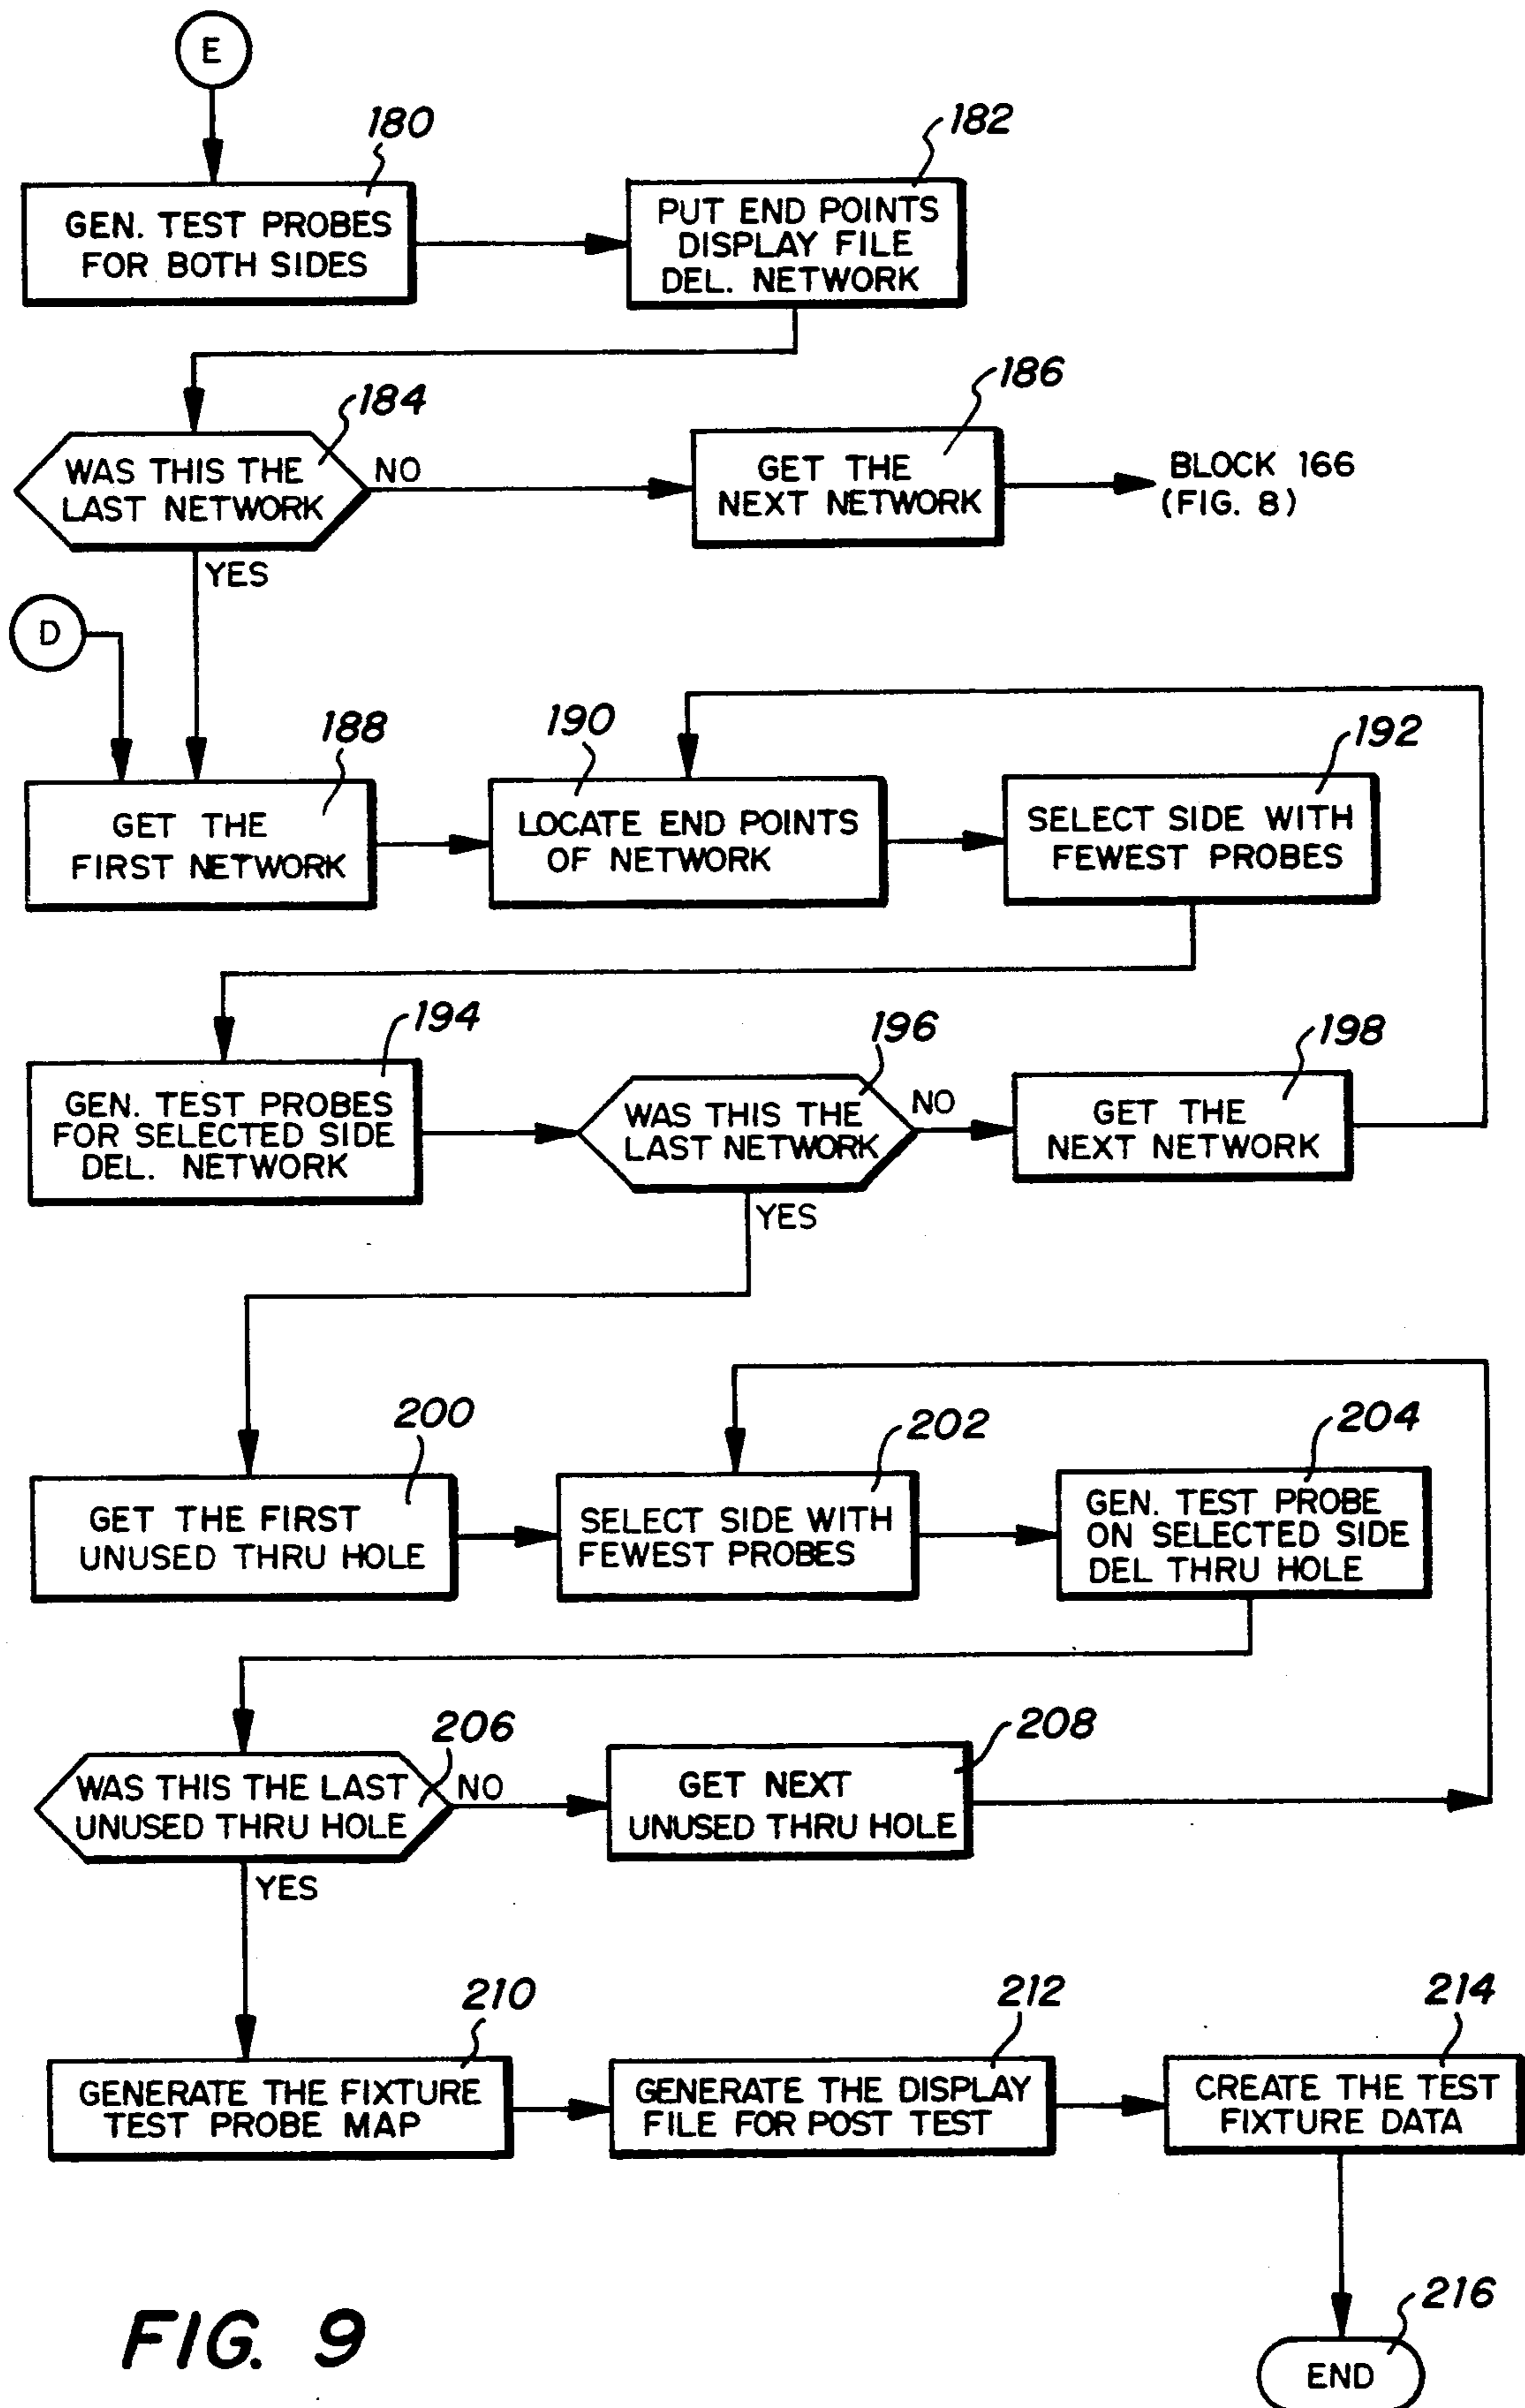 E
180
182
GEN. TEST PROBES
FOR BOTH SIDES
PUT END POINTS
DISPLAY FILE
DEL. NETWORK
184
186
WAS THIS THE
LAST NETWORK
NO
GET THE
NEXT NETWORK
BLOCK 166
(FIG. 8)
YES
D
188
190
192
GET THE
FIRST NETWORK
LOCATE END POINTS
OF NETWORK
SELECT SIDE WITH
FEWEST PROBES
194
196
198
GEN. TEST PROBES
FOR SELECTED SIDE
DEL. NETWORK
WAS THIS THE
LAST NETWORK
NO
GET THE
NEXT NETWORK
YES
200
202
204
GET THE FIRST
UNUSED THRU HOLE
SELECT SIDE WITH
FEWEST PROBES
GEN. TEST PROBE
ON SELECTED SIDE
DEL THRU HOLE
206
208
WAS THIS THE LAST
UNUSED THRU HOLE
NO
GET NEXT
UNUSED THRU HOLE
YES
210
212
214
GENERATE THE FIXTURE
TEST PROBE MAP
GENERATE THE DISPLAY
FILE FOR POST TEST
CREATE THE TEST
FIXTURE DATA
216
END
FIG. 9